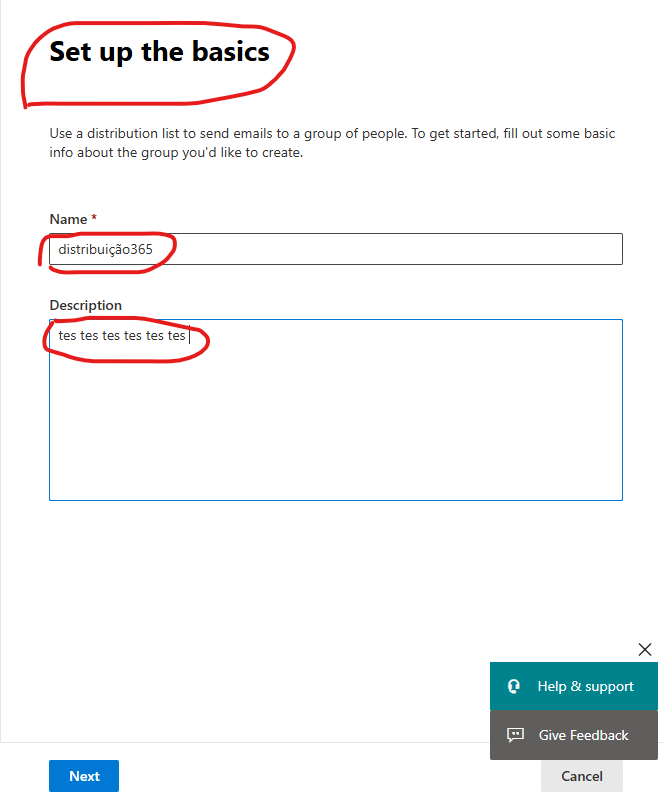 Set up the basics
Use a distribution list to send emails to a group of people. To get started, fill out some basic
info about the group you'd like to create.
Name *
distribuição365
Description
tes tes tes tes tes tes
Help & support
Give Feedback
Next
Cancel